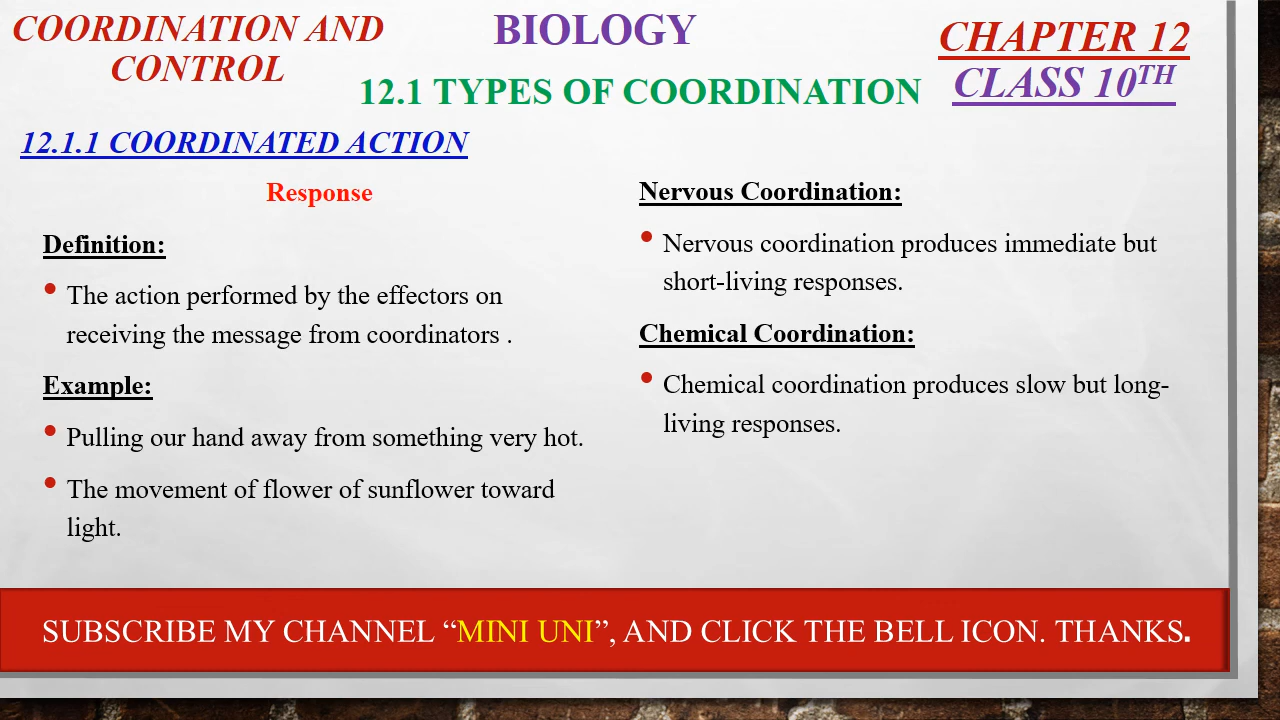 COORDINATION AND
CONTROL
BIOLOGY
12.1 TYPES OF COORDINATION
CHAPTER 12
CLASS 10TH
12.1.1 COORDINATED ACTION
Response
Definition:
• The action performed by the effectors on
receiving the message from coordinators .
Example:
• Pulling our hand away from something very hot.
• The movement of flower of sunflower toward
light.
Nervous Coordination:
• Nervous coordination produces immediate but
short-living responses.
Chemical Coordination:
• Chemical coordination produces slow but long-
living responses.
SUBSCRIBE MY CHANNEL “MINI UNI”, AND CLICK THE BELL ICON. THANKS.